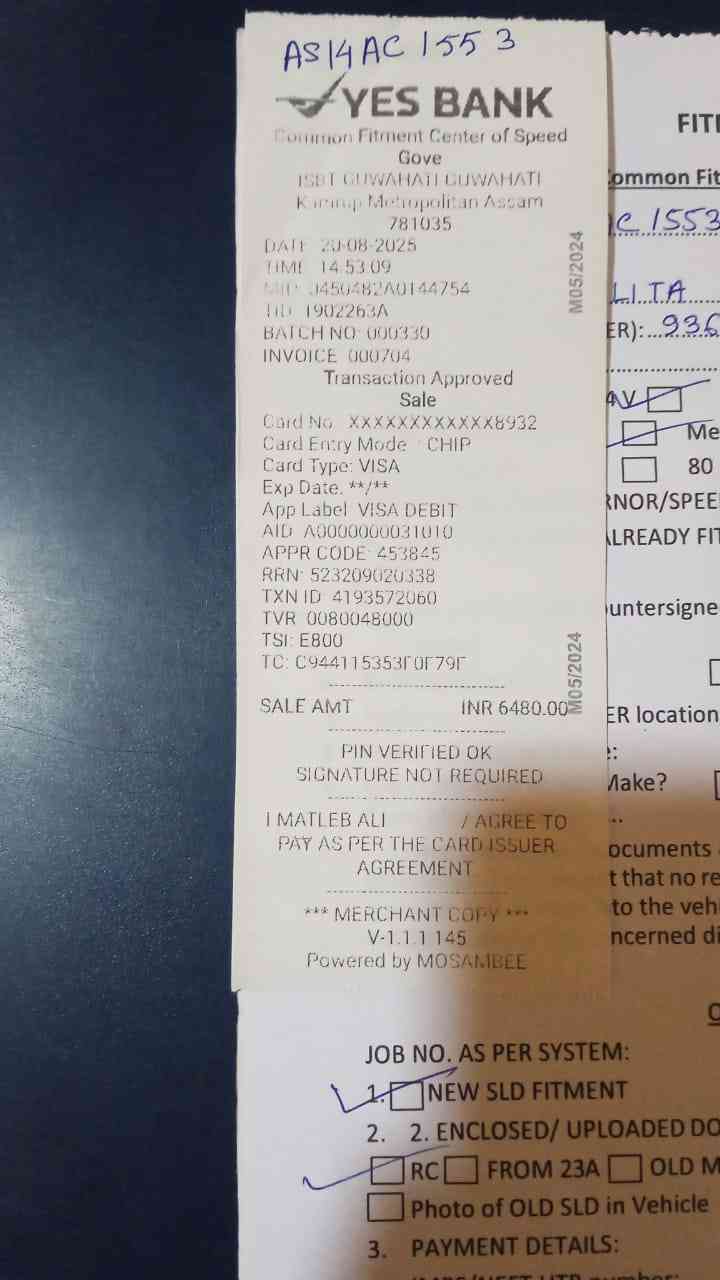 AS14AC1553
YES BANK
Common Fitment Center of Speed
Gove
ISBT GUWAHATI GUWAHATI
Kamrup Metropolitan Assam
781035
DATE 20-08-2025
TIME 14:53:09
MID: 0450482A0144754
TID 1902263A
BATCH NO: 000330
INVOICE 000704
Transaction Approved
Sale
Card No. XXXXXXXXXXXX8932
Card Entry Mode : CHIP
Card Type: VISA
Exp Date. **/**
App Label VISA DEBIT
AID A0000000031010
APPR CODE: 453845
RRN: 523209020338
TXN ID: 4193572060
TVR 0080048000
TSI: E800
TC: C944115353F0F79F
SALE AMT INR 6480.00
PIN VERIFIED OK
SIGNATURE NOT REQUIRED
I MATLEB ALI / AGREE TO
PAY AS PER THE CARD ISSUER
AGREEMENT
*** MERCHANT COPY ***
V-1.1.1 145
Powered by MOSAMBEE
M05/2024
M05/2024
FIT
ommon Fit
C 1553
LITA
ER): 936
V
Me
80
RNOR/SPEE
ALREADY FIT
untersigne
ER location
e:
Make?
ocuments
t that no re
to the veh
ncerned di
JOB NO. AS PER SYSTEM:
1. NEW SLD FITMENT
2. 2. ENCLOSED/ UPLOADED DO
RC FROM 23A OLD M
Photo of OLD SLD in Vehicle
3. PAYMENT DETAILS: